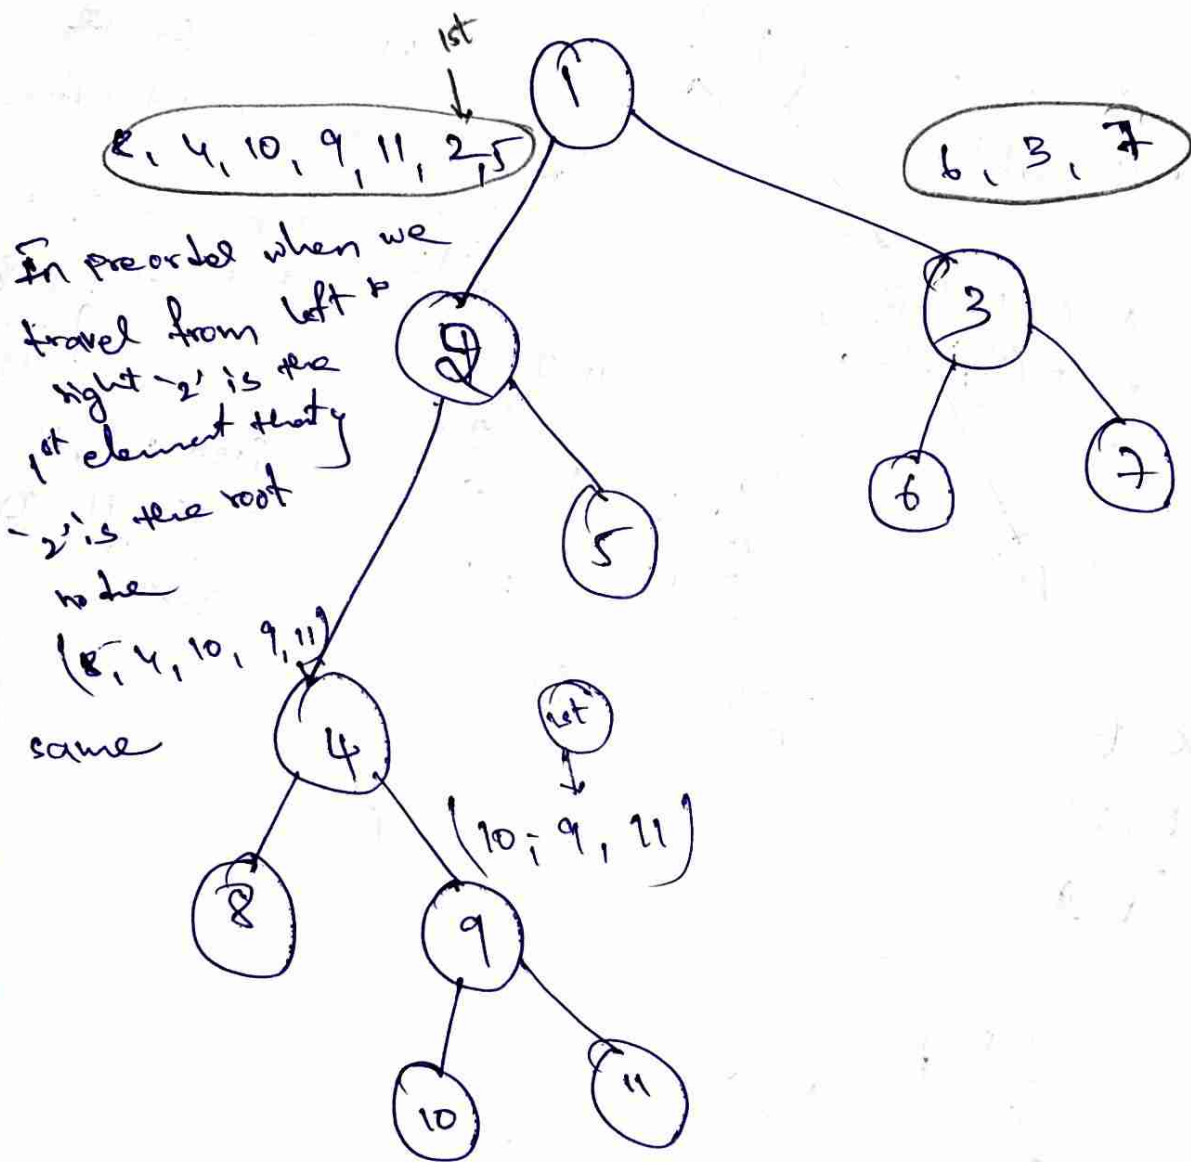 1st
1
8, 4, 10, 9, 11, 2, 5
6, 3, 7
In preorder when we
travel from left to
right '2' is the
1st element that
'2' is the root
node
(8, 4, 10, 9, 11)
same
2
3
5
6
7
4
1st
(10, 9, 11)
8
9
10
11